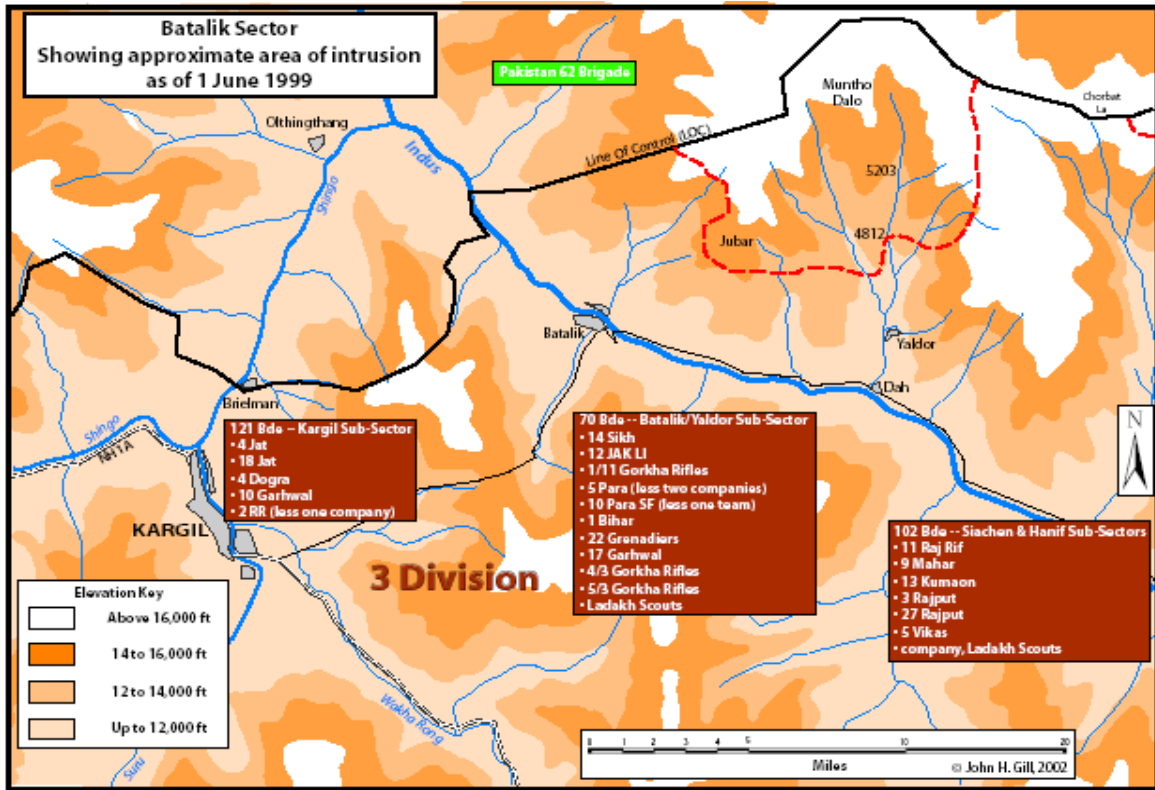 Batalik Sector
Showing approximate area of intrusion
as of 1 June 1999
Pakistan 62 Brigade
Muntho
Dalo
Chorbat
La
Olthingthang
Indus
Line Of Control (LOC)
Shingo
5203
4812
Jubar
Batalik
Yaldor
Dah
Brielman
Shingo
NH1A
KARGIL
121 Bde -- Kargil Sub-Sector
• 4 Jat
• 18 Jat
• 4 Dogra
• 10 Garhwal
• 2 RR (less one company)
70 Bde -- Batalik/Yaldor Sub-Sector
• 14 Sikh
• 12 JAK LI
• 1/11 Gorkha Rifles
• 5 Para (less two companies)
• 10 Para SF (less one team)
• 1 Bihar
• 22 Grenadiers
• 17 Garhwal
• 4/3 Gorkha Rifles
• 5/3 Gorkha Rifles
• Ladakh Scouts
N
102 Bde -- Siachen & Hanif Sub-Sectors
• 11 Raj Rif
• 9 Mahar
• 13 Kumaon
• 3 Rajput
• 27 Rajput
• 5 Vikas
• company, Ladakh Scouts
3 Division
Elevation Key
Above 16,000 ft
14 to 16,000 ft
12 to 14,000 ft
Up to 12,000 ft
Wakha Rong
Suru
0 1 2 3 4 5 10 20
Miles
© John H. Gill, 2002